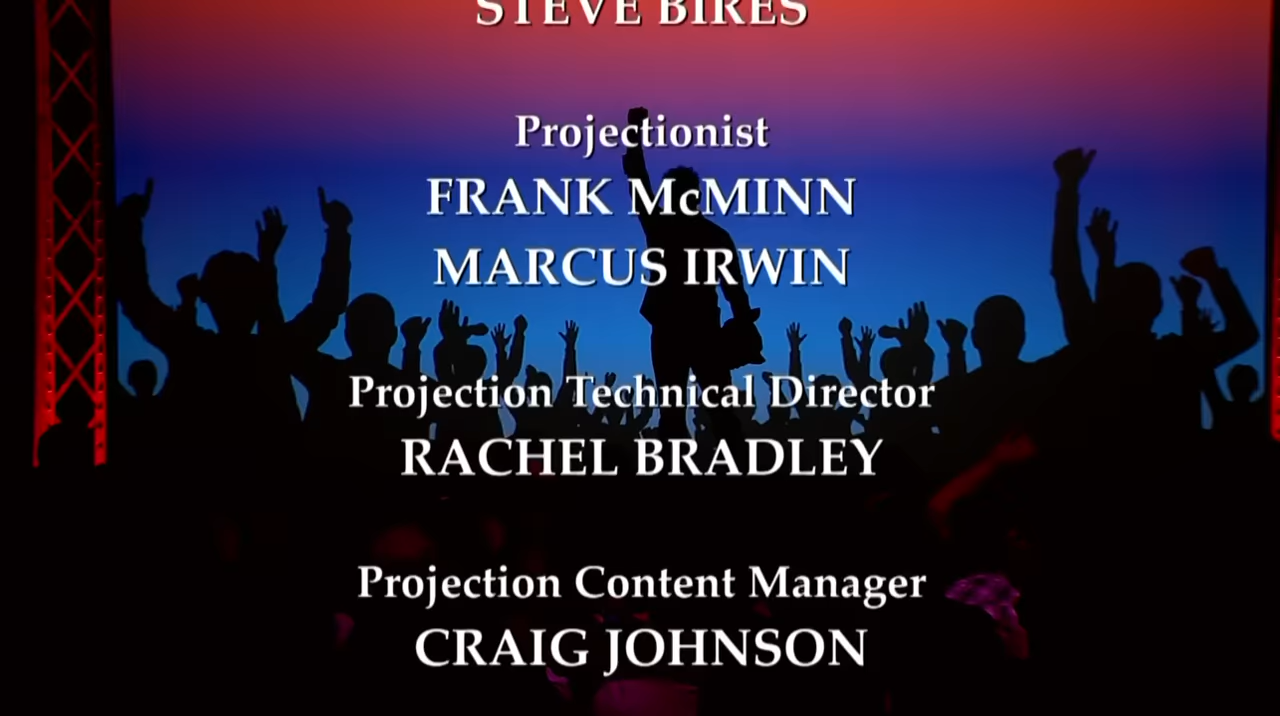 STEVE BIRES
Projectionist
FRANK McMINN
MARCUS IRWIN
Projection Technical Director
RACHEL BRADLEY
Projection Content Manager
CRAIG JOHNSON